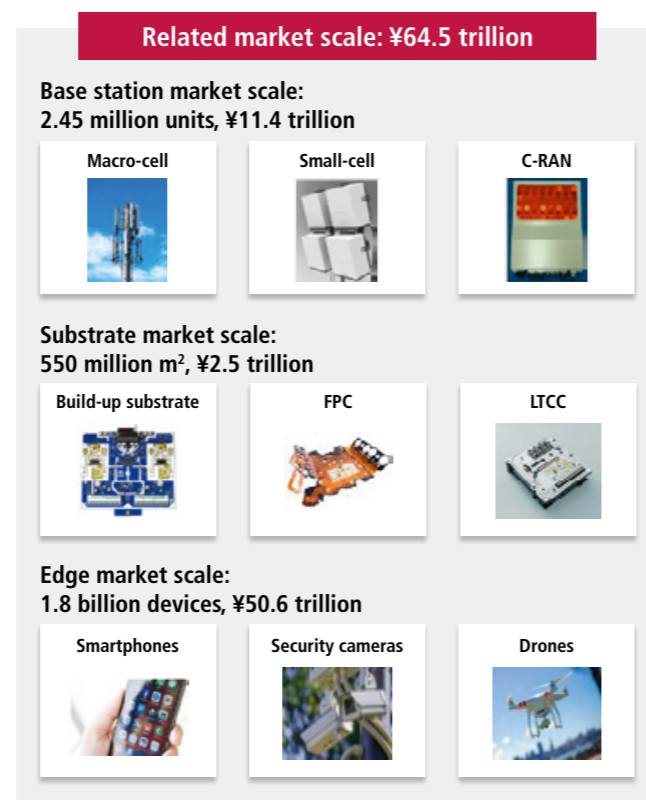 Related market scale: ¥64.5 trillion
Base station market scale:
2.45 million units, ¥11.4 trillion
Macro-cell
Small-cell
C-RAN
Substrate market scale:
550 million m², ¥2.5 trillion
Build-up substrate
FPC
LTCC
Edge market scale:
1.8 billion devices, ¥50.6 trillion
Smartphones
Security cameras
Drones